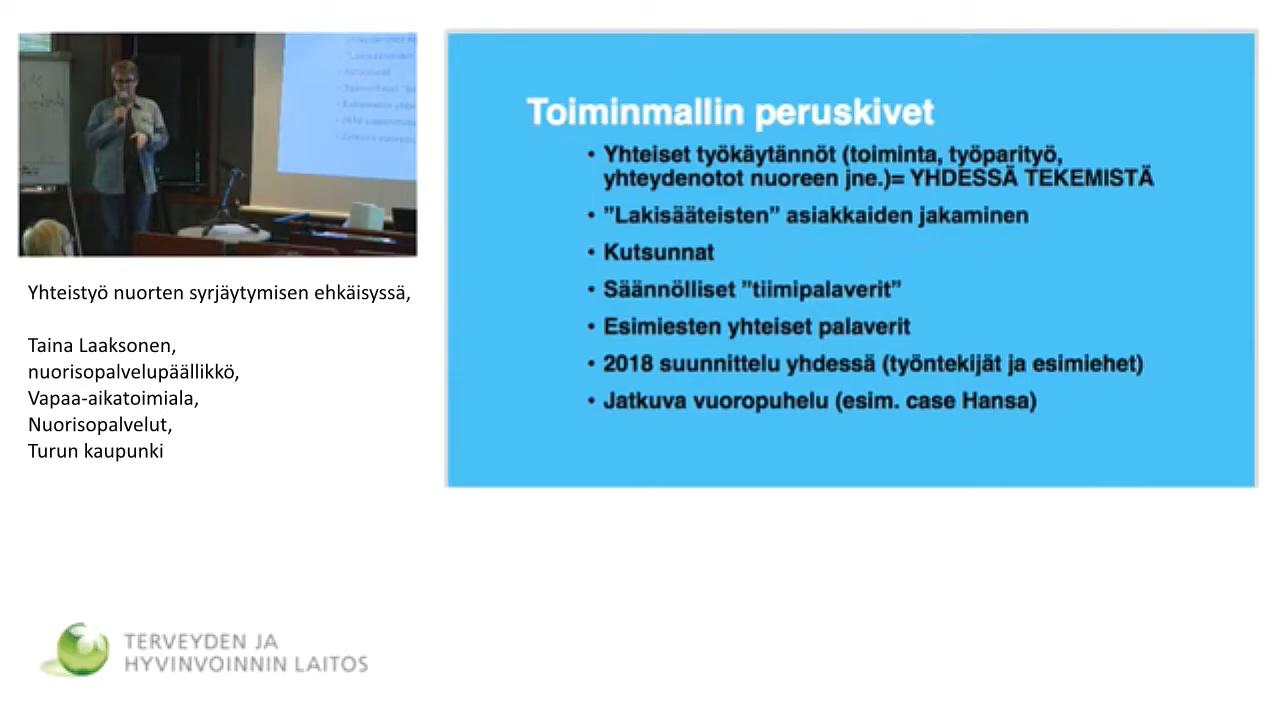 Yhteistyö nuorten syrjäytymisen ehkäisyssä,
Taina Laaksonen,
nuorisopalvelupäällikkö,
Vapaa-aikatoimiala,
Nuorisopalvelut,
Turun kaupunki
Toiminmallin peruskivet
• Yhteiset työkäytännöt (toiminta, työparityö,
yhteydenotot nuoreen jne.)= YHDESSÄ TEKEMISTÄ
• ”Lakisääteisten” asiakkaiden jakaminen
• Kutsunnat
• Säännölliset ”tiimipalaverit”
• Esimiesten yhteiset palaverit
• 2018 suunnittelu yhdessä (työntekijät ja esimiehet)
• Jatkuva vuoropuhelu (esim. case Hansa)
TERVEYDEN JA
HYVINVOINNIN LAITOS